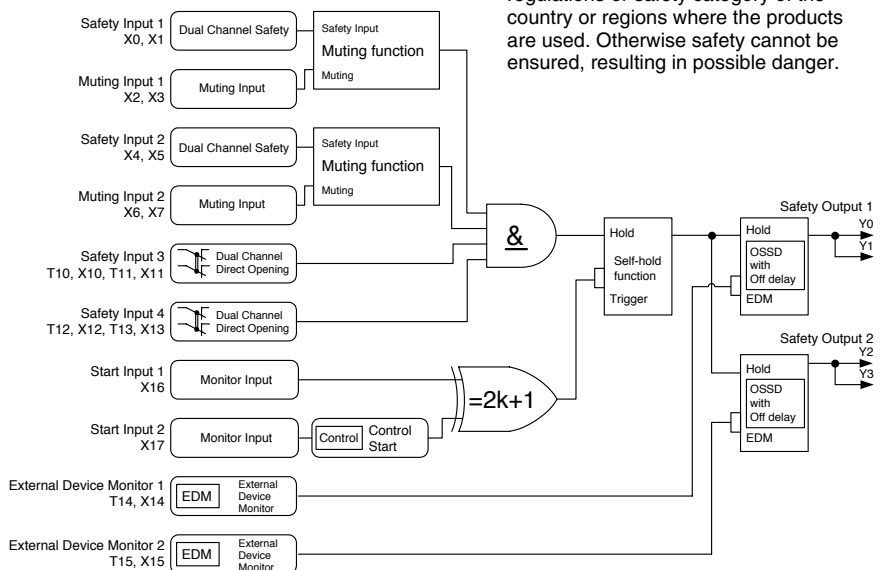 regulations or safety category of the
country or regions where the products
are used. Otherwise safety cannot be
ensured, resulting in possible danger.
Safety Input 1
X0, X1
Dual Channel Safety
Safety Input
Muting function
Muting
Muting Input 1
X2, X3
Muting Input
Safety Input 2
X4, X5
Dual Channel Safety
Safety Input
Muting function
Muting
Muting Input 2
X6, X7
Muting Input
Safety Input 3
T10, X10, T11, X11
Dual Channel
Direct Opening
Safety Input 4
T12, X12, T13, X13
Dual Channel
Direct Opening
&
Hold
Self-hold
function
Trigger
Safety Output 1
Y0
Y1
Hold
OSSD
with
Off delay
EDM
Safety Output 2
Y2
Y3
Hold
OSSD
with
Off delay
EDM
Start Input 1
X16
Monitor Input
=2k+1
Start Input 2
X17
Monitor Input
Control
Control
Start
External Device Monitor 1
T14, X14
EDM
External
Device
Monitor
External Device Monitor 2
T15, X15
EDM
External
Device
Monitor